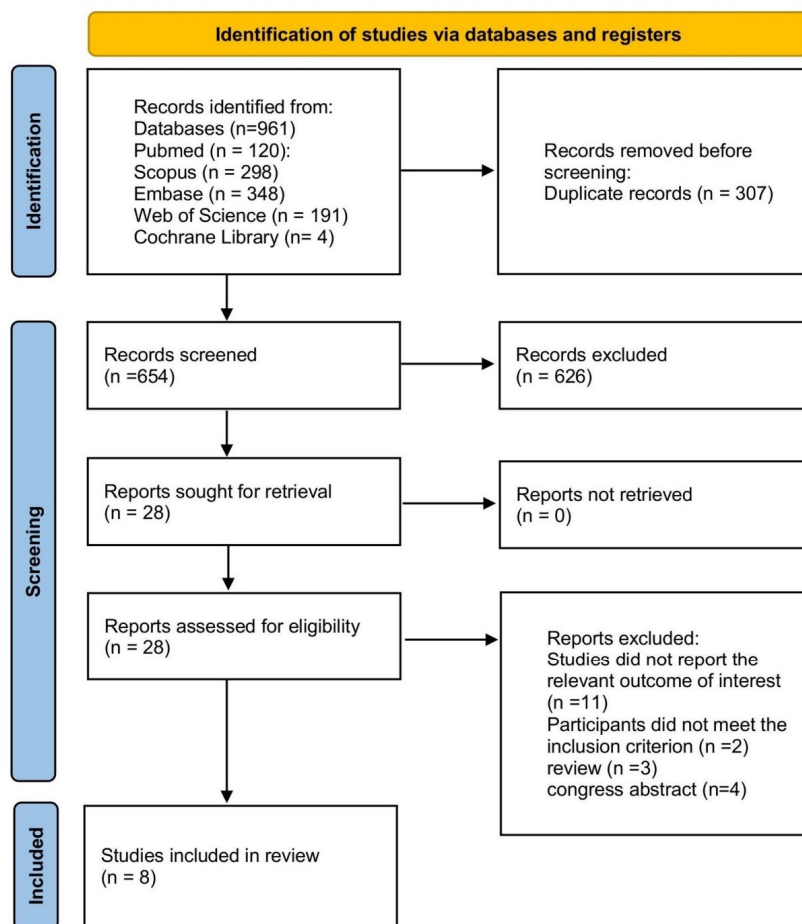 Identification of studies via databases and registers
Identification
Records identified from:
Databases (n=961)
Pubmed (n = 120):
Scopus (n = 298)
Embase (n = 348)
Web of Science (n = 191)
Cochrane Library (n= 4)
Records removed before
screening:
Duplicate records (n = 307)
Screening
Records screened
(n =654)
Records excluded
(n = 626)
Reports sought for retrieval
(n = 28)
Reports not retrieved
(n = 0)
Reports assessed for eligibility
(n = 28)
Reports excluded:
Studies did not report the
relevant outcome of interest
(n =11)
Participants did not meet the
inclusion criterion (n =2)
review (n =3)
congress abstract (n=4)
Included
Studies included in review
(n = 8)